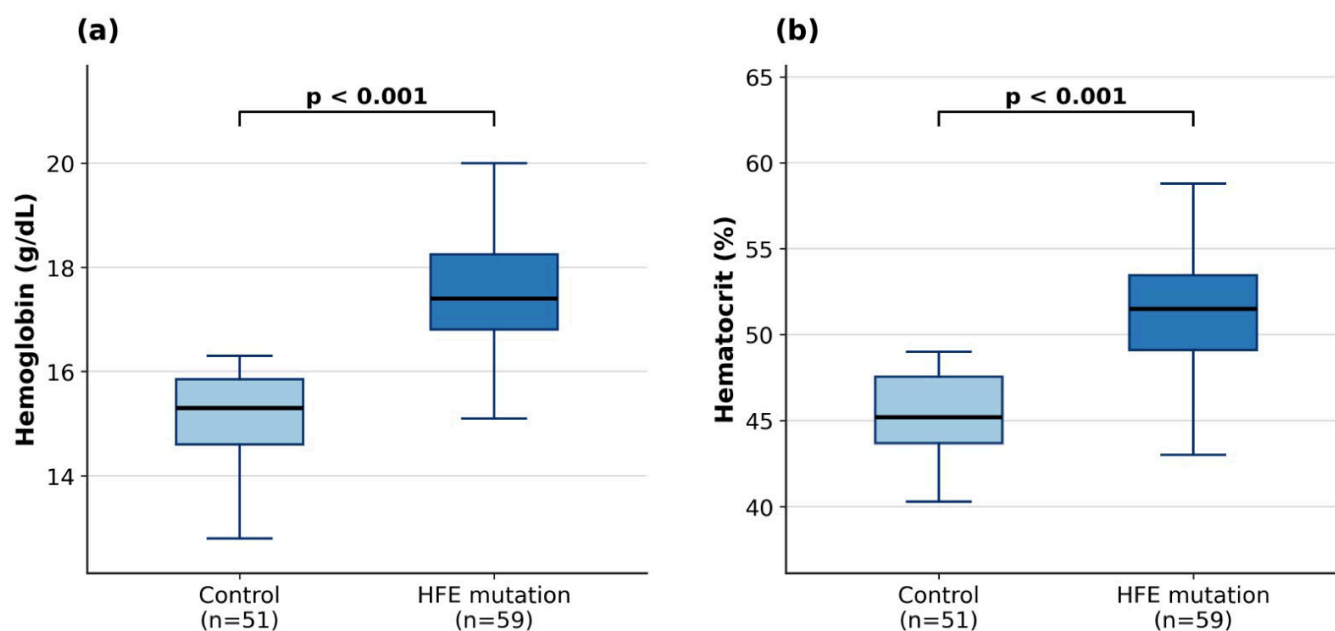 (a)
p < 0.001
Hemoglobin (g/dL)
20
18
16
14
Control
(n=51)
HFE mutation
(n=59)
(b)
p < 0.001
Hematocrit (%)
65
60
55
50
45
40
Control
(n=51)
HFE mutation
(n=59)